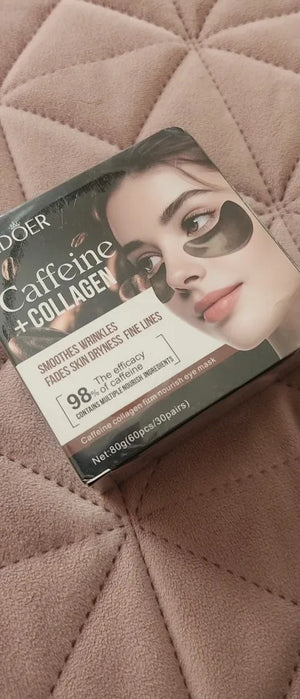 DOER
Caffeine
+COLLAGEN
SMOOTHES WRINKLES
FADES SKIN DRYNESS FINE LINES
98% The efficacy
of caffeine
CONTAINS MULTIPLE NOURISH INGREDIENTS
Caffeine collagen firm nourish eye mask
Net:80g(60pcs/30pairs)